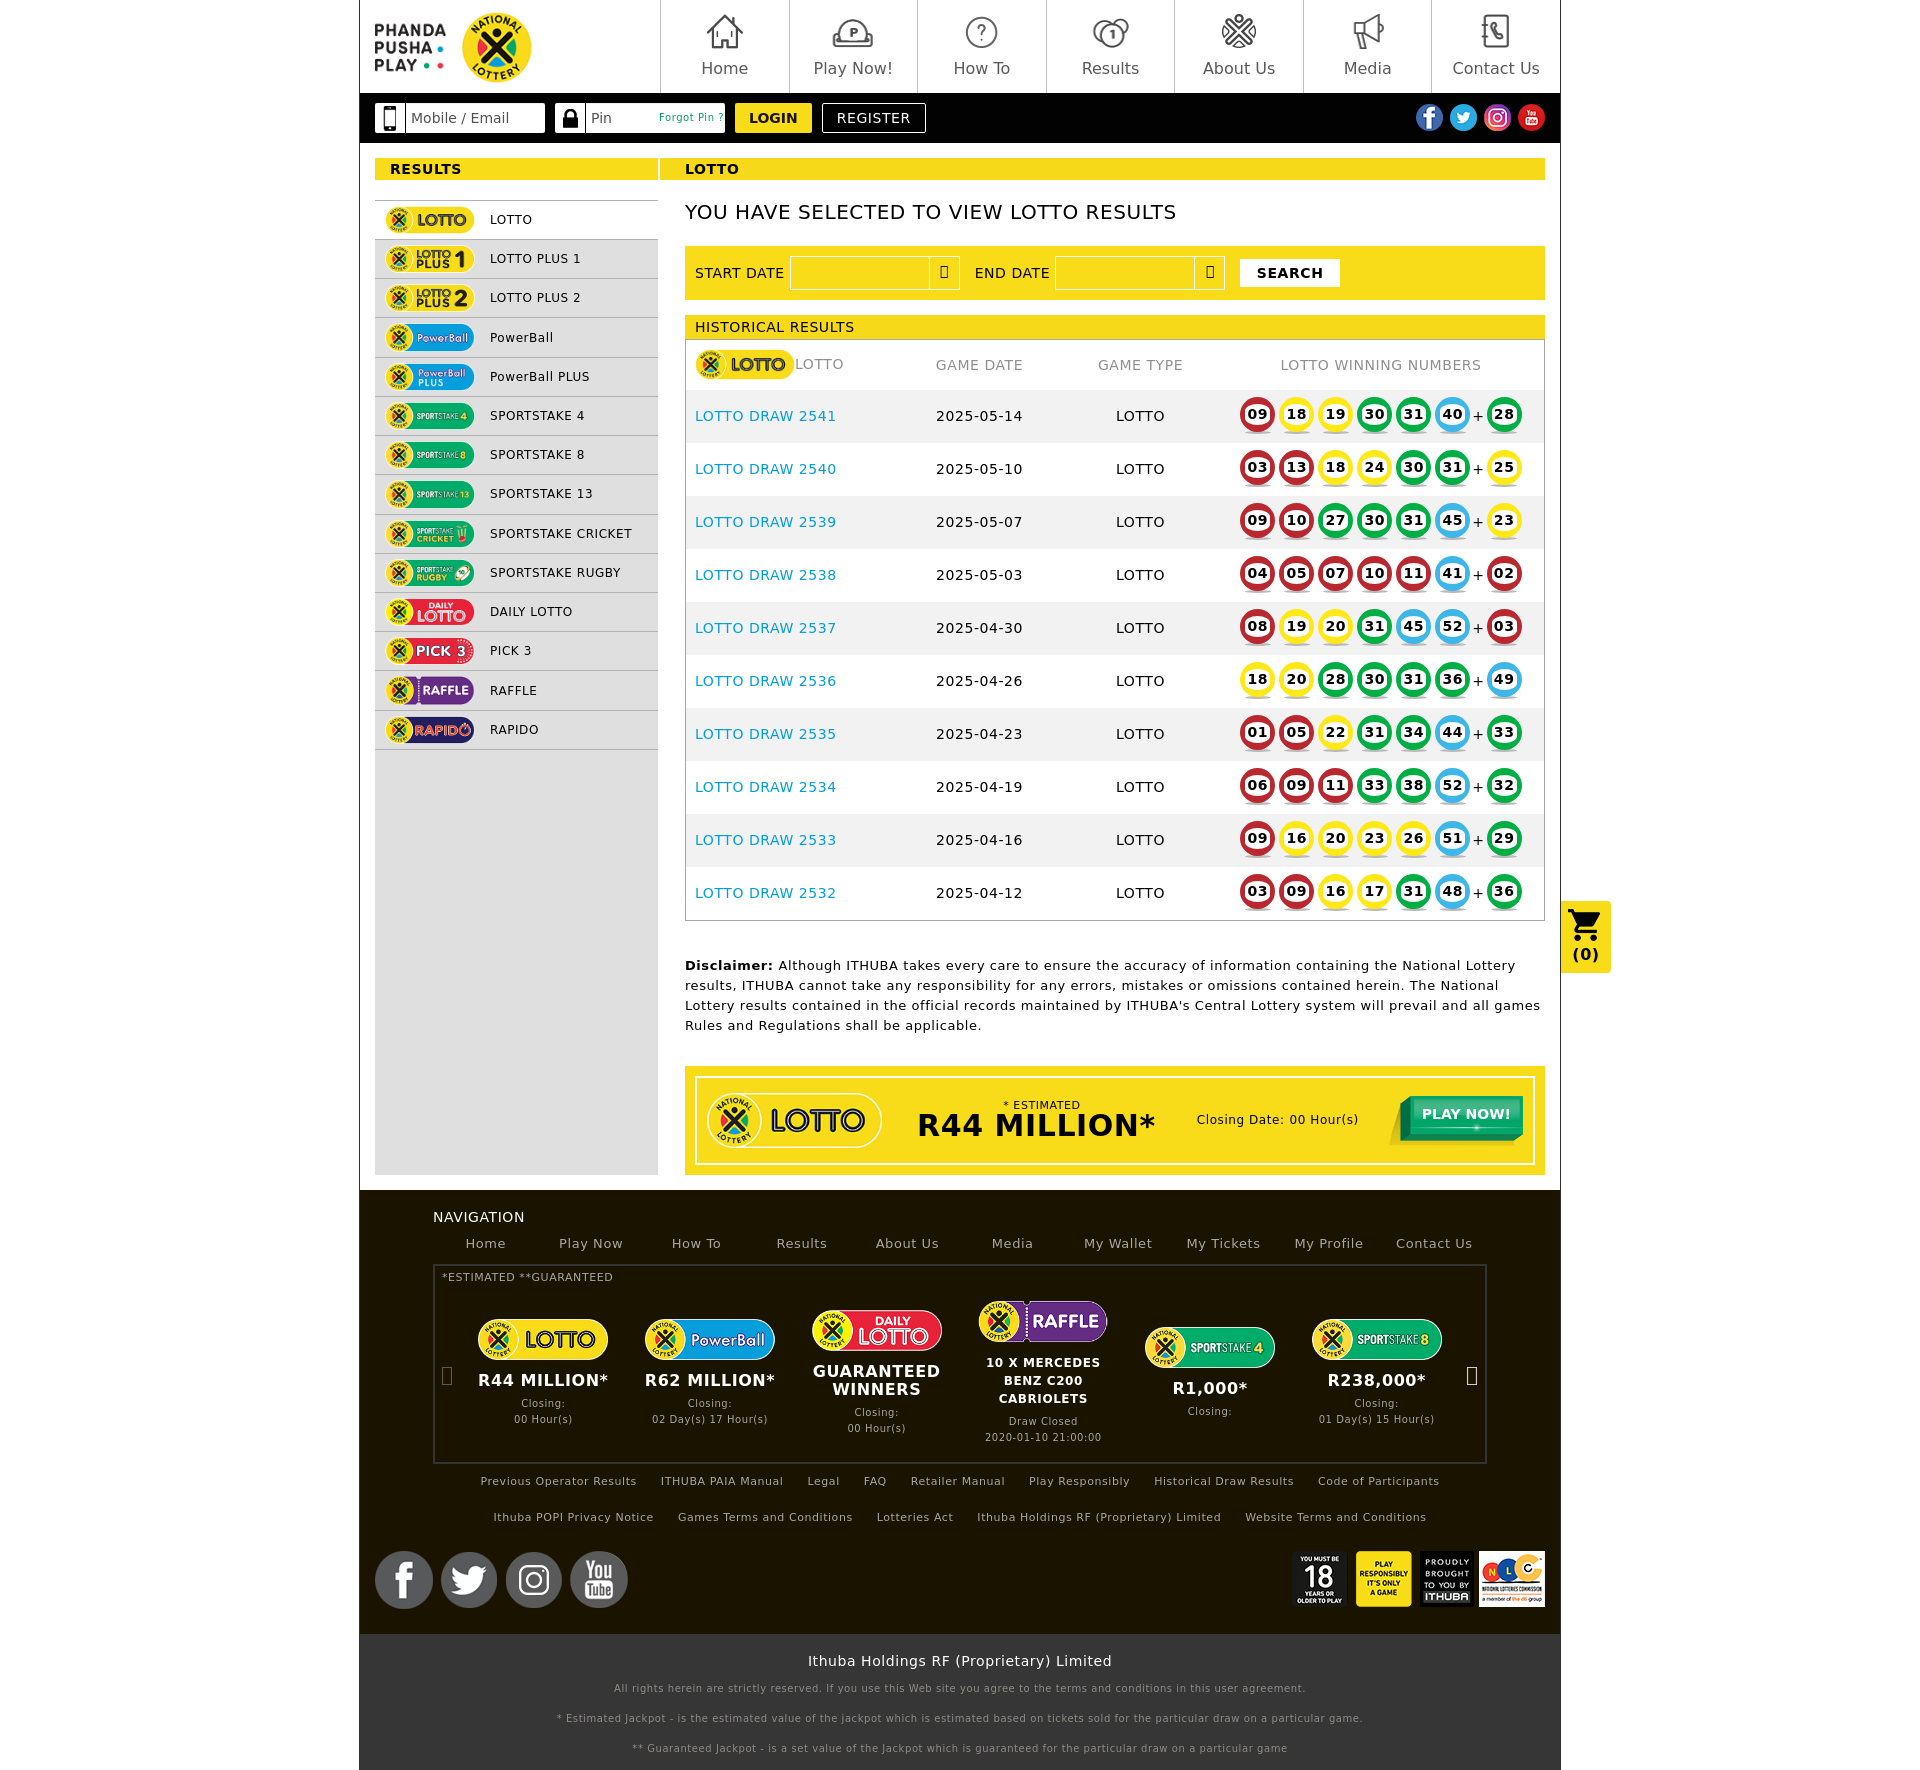 PHANDA
PUSHA
PLAY
NATIONAL
LOTTERY
Home
Play Now!
How To
Results
About Us
Media
Contact Us
Mobile / Email
Pin
Forgot Pin ?
LOGIN
REGISTER
RESULTS
LOTTO
LOTTO LOTTO
LOTTO PLUS 1 LOTTO PLUS 1
LOTTO PLUS 2 LOTTO PLUS 2
PowerBall PowerBall
PowerBall PLUS PowerBall PLUS
SPORTSTAKE 4 SPORTSTAKE 4
SPORTSTAKE 8 SPORTSTAKE 8
SPORTSTAKE 13 SPORTSTAKE 13
SPORTSTAKE CRICKET SPORTSTAKE CRICKET
SPORTSTAKE RUGBY SPORTSTAKE RUGBY
DAILY LOTTO DAILY LOTTO
PICK 3 PICK 3
RAFFLE RAFFLE
RAPIDO RAPIDO
YOU HAVE SELECTED TO VIEW LOTTO RESULTS
START DATE END DATE SEARCH
HISTORICAL RESULTS
LOTTO LOTTO GAME DATE GAME TYPE LOTTO WINNING NUMBERS
LOTTO DRAW 2541 2025-05-14 LOTTO 09 18 19 30 31 40 + 28
LOTTO DRAW 2540 2025-05-10 LOTTO 03 13 18 24 30 31 + 25
LOTTO DRAW 2539 2025-05-07 LOTTO 09 10 27 30 31 45 + 23
LOTTO DRAW 2538 2025-05-03 LOTTO 04 05 07 10 11 41 + 02
LOTTO DRAW 2537 2025-04-30 LOTTO 08 19 20 31 45 52 + 03
LOTTO DRAW 2536 2025-04-26 LOTTO 18 20 28 30 31 36 + 49
LOTTO DRAW 2535 2025-04-23 LOTTO 01 05 22 31 34 44 + 33
LOTTO DRAW 2534 2025-04-19 LOTTO 06 09 11 33 38 52 + 32
LOTTO DRAW 2533 2025-04-16 LOTTO 09 16 20 23 26 51 + 29
LOTTO DRAW 2532 2025-04-12 LOTTO 03 09 16 17 31 48 + 36
(0)
Disclaimer: Although ITHUBA takes every care to ensure the accuracy of information containing the National Lottery
results, ITHUBA cannot take any responsibility for any errors, mistakes or omissions contained herein. The National
Lottery results contained in the official records maintained by ITHUBA's Central Lottery system will prevail and all games
Rules and Regulations shall be applicable.
NATIONAL LOTTERY LOTTO
* ESTIMATED
R44 MILLION*
Closing Date: 00 Hour(s)
PLAY NOW!
NAVIGATION
Home Play Now How To Results About Us Media My Wallet My Tickets My Profile Contact Us
*ESTIMATED **GUARANTEED
LOTTO
R44 MILLION*
Closing:
00 Hour(s)
PowerBall
R62 MILLION*
Closing:
02 Day(s) 17 Hour(s)
DAILY LOTTO
GUARANTEED
WINNERS
Closing:
00 Hour(s)
RAFFLE
10 X MERCEDES
BENZ C200
CABRIOLETS
Draw Closed
2020-01-10 21:00:00
SPORTSTAKE 4
R1,000*
Closing:
SPORTSTAKE 8
R238,000*
Closing:
01 Day(s) 15 Hour(s)
Previous Operator Results ITHUBA PAIA Manual Legal FAQ Retailer Manual Play Responsibly Historical Draw Results Code of Participants
Ithuba POPI Privacy Notice Games Terms and Conditions Lotteries Act Ithuba Holdings RF (Proprietary) Limited Website Terms and Conditions
You Tube
YOU MUST BE
18
YEARS OR
OLDER TO PLAY
PLAY
RESPONSIBLY
IT'S ONLY
A GAME
PROUDLY
BROUGHT
TO YOU BY
ITHUBA
NLC
NATIONAL LOTTERIES COMMISSION
a member of the dti group
Ithuba Holdings RF (Proprietary) Limited
All rights herein are strictly reserved. If you use this Web site you agree to the terms and conditions in this user agreement.
* Estimated Jackpot - is the estimated value of the jackpot which is estimated based on tickets sold for the particular draw on a particular game.
** Guaranteed Jackpot - is a set value of the Jackpot which is guaranteed for the particular draw on a particular game